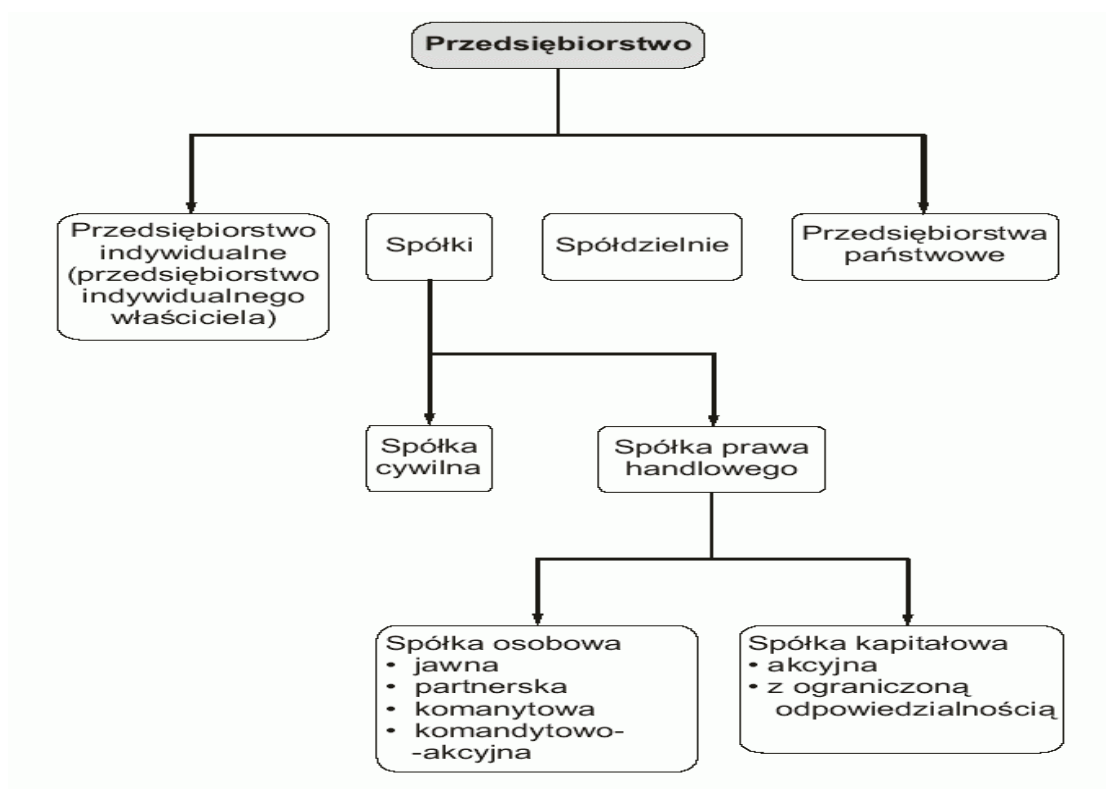 Przedsiębiorstwo
Przedsiębiorstwo
indywidualne
(przedsiębiorstwo
indywidualnego
właściciela)
Spółki
Spółdzielnie
Przedsiębiorstwa
państwowe
Spółka
cywilna
Spółka prawa
handlowego
Spółka osobowa
• jawna
• partnerska
• komanytowa
• komandytowo-
-akcyjna
Spółka kapitałowa
• akcyjna
• z ograniczoną
odpowiedzialnością